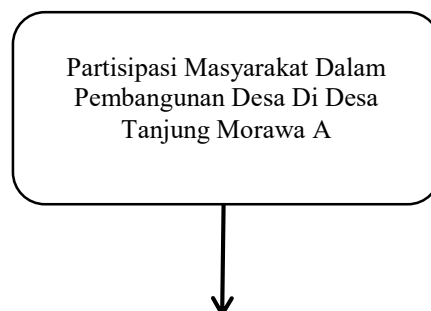 Partisipasi Masyarakat Dalam
Pembangunan Desa Di Desa
Tanjung Morawa A